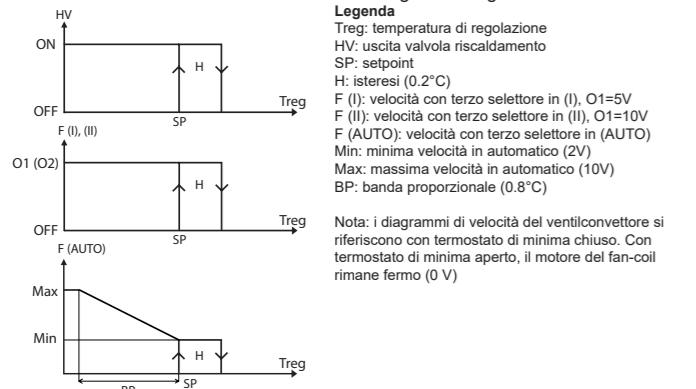 HV
ON
H
OFF
Treg
SP
F (I), (II)
O1 (O2)
H
OFF
Treg
SP
F (AUTO)
Max
Min
H
Treg
SP
BP
Legenda
Treg: temperatura di regolazione
HV: uscita valvola riscaldamento
SP: setpoint
H: isteresi (0.2°C)
F (I): velocità con terzo selettore in (I), O1=5V
F (II): velocità con terzo selettore in (II), O1=10V
F (AUTO): velocità con terzo selettore in (AUTO)
Min: minima velocità in automatico (2V)
Max: massima velocità in automatico (10V)
BP: banda proporzionale (0.8°C)
Nota: i diagrammi di velocità del ventilconvettore si
riferiscono con termostato di minima chiuso. Con
termostato di minima aperto, il motore del fan-coil
rimane fermo (0 V)